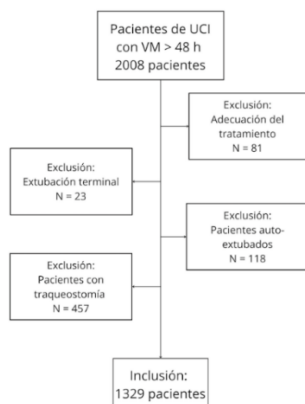 Pacientes de UCI
con VM > 48 h
2008 pacientes
Exclusión:
Adecuación del
tratamiento
N = 81
Exclusión:
Extubación terminal
N = 23
Exclusión:
Pacientes auto-
extubados
N = 118
Exclusión:
Pacientes con
traqueostomía
N = 457
Inclusión:
1329 pacientes